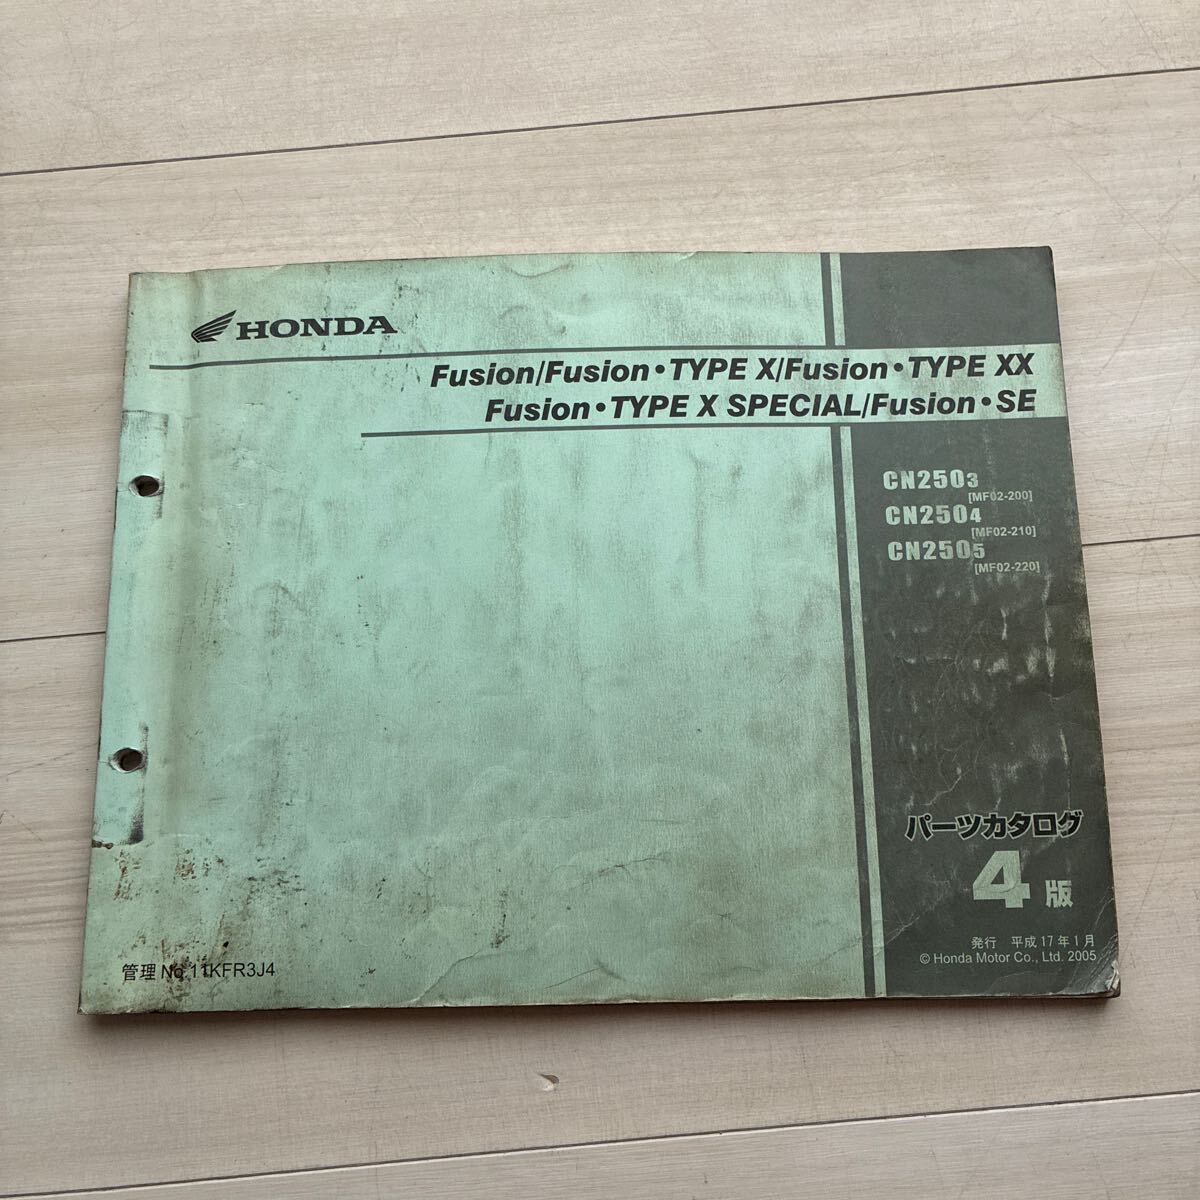 HONDA
Fusion/Fusion・TYPE X/Fusion・TYPE XX
Fusion・TYPE X SPECIAL/Fusion・SE
CN2503
[MF02-200]
CN2504
[MF02-210]
CN2505
[MF02-220]
パーツカタログ
4版
発行 平成17年1月
© Honda Motor Co., Ltd. 2005
管理 No.11KFR3J4